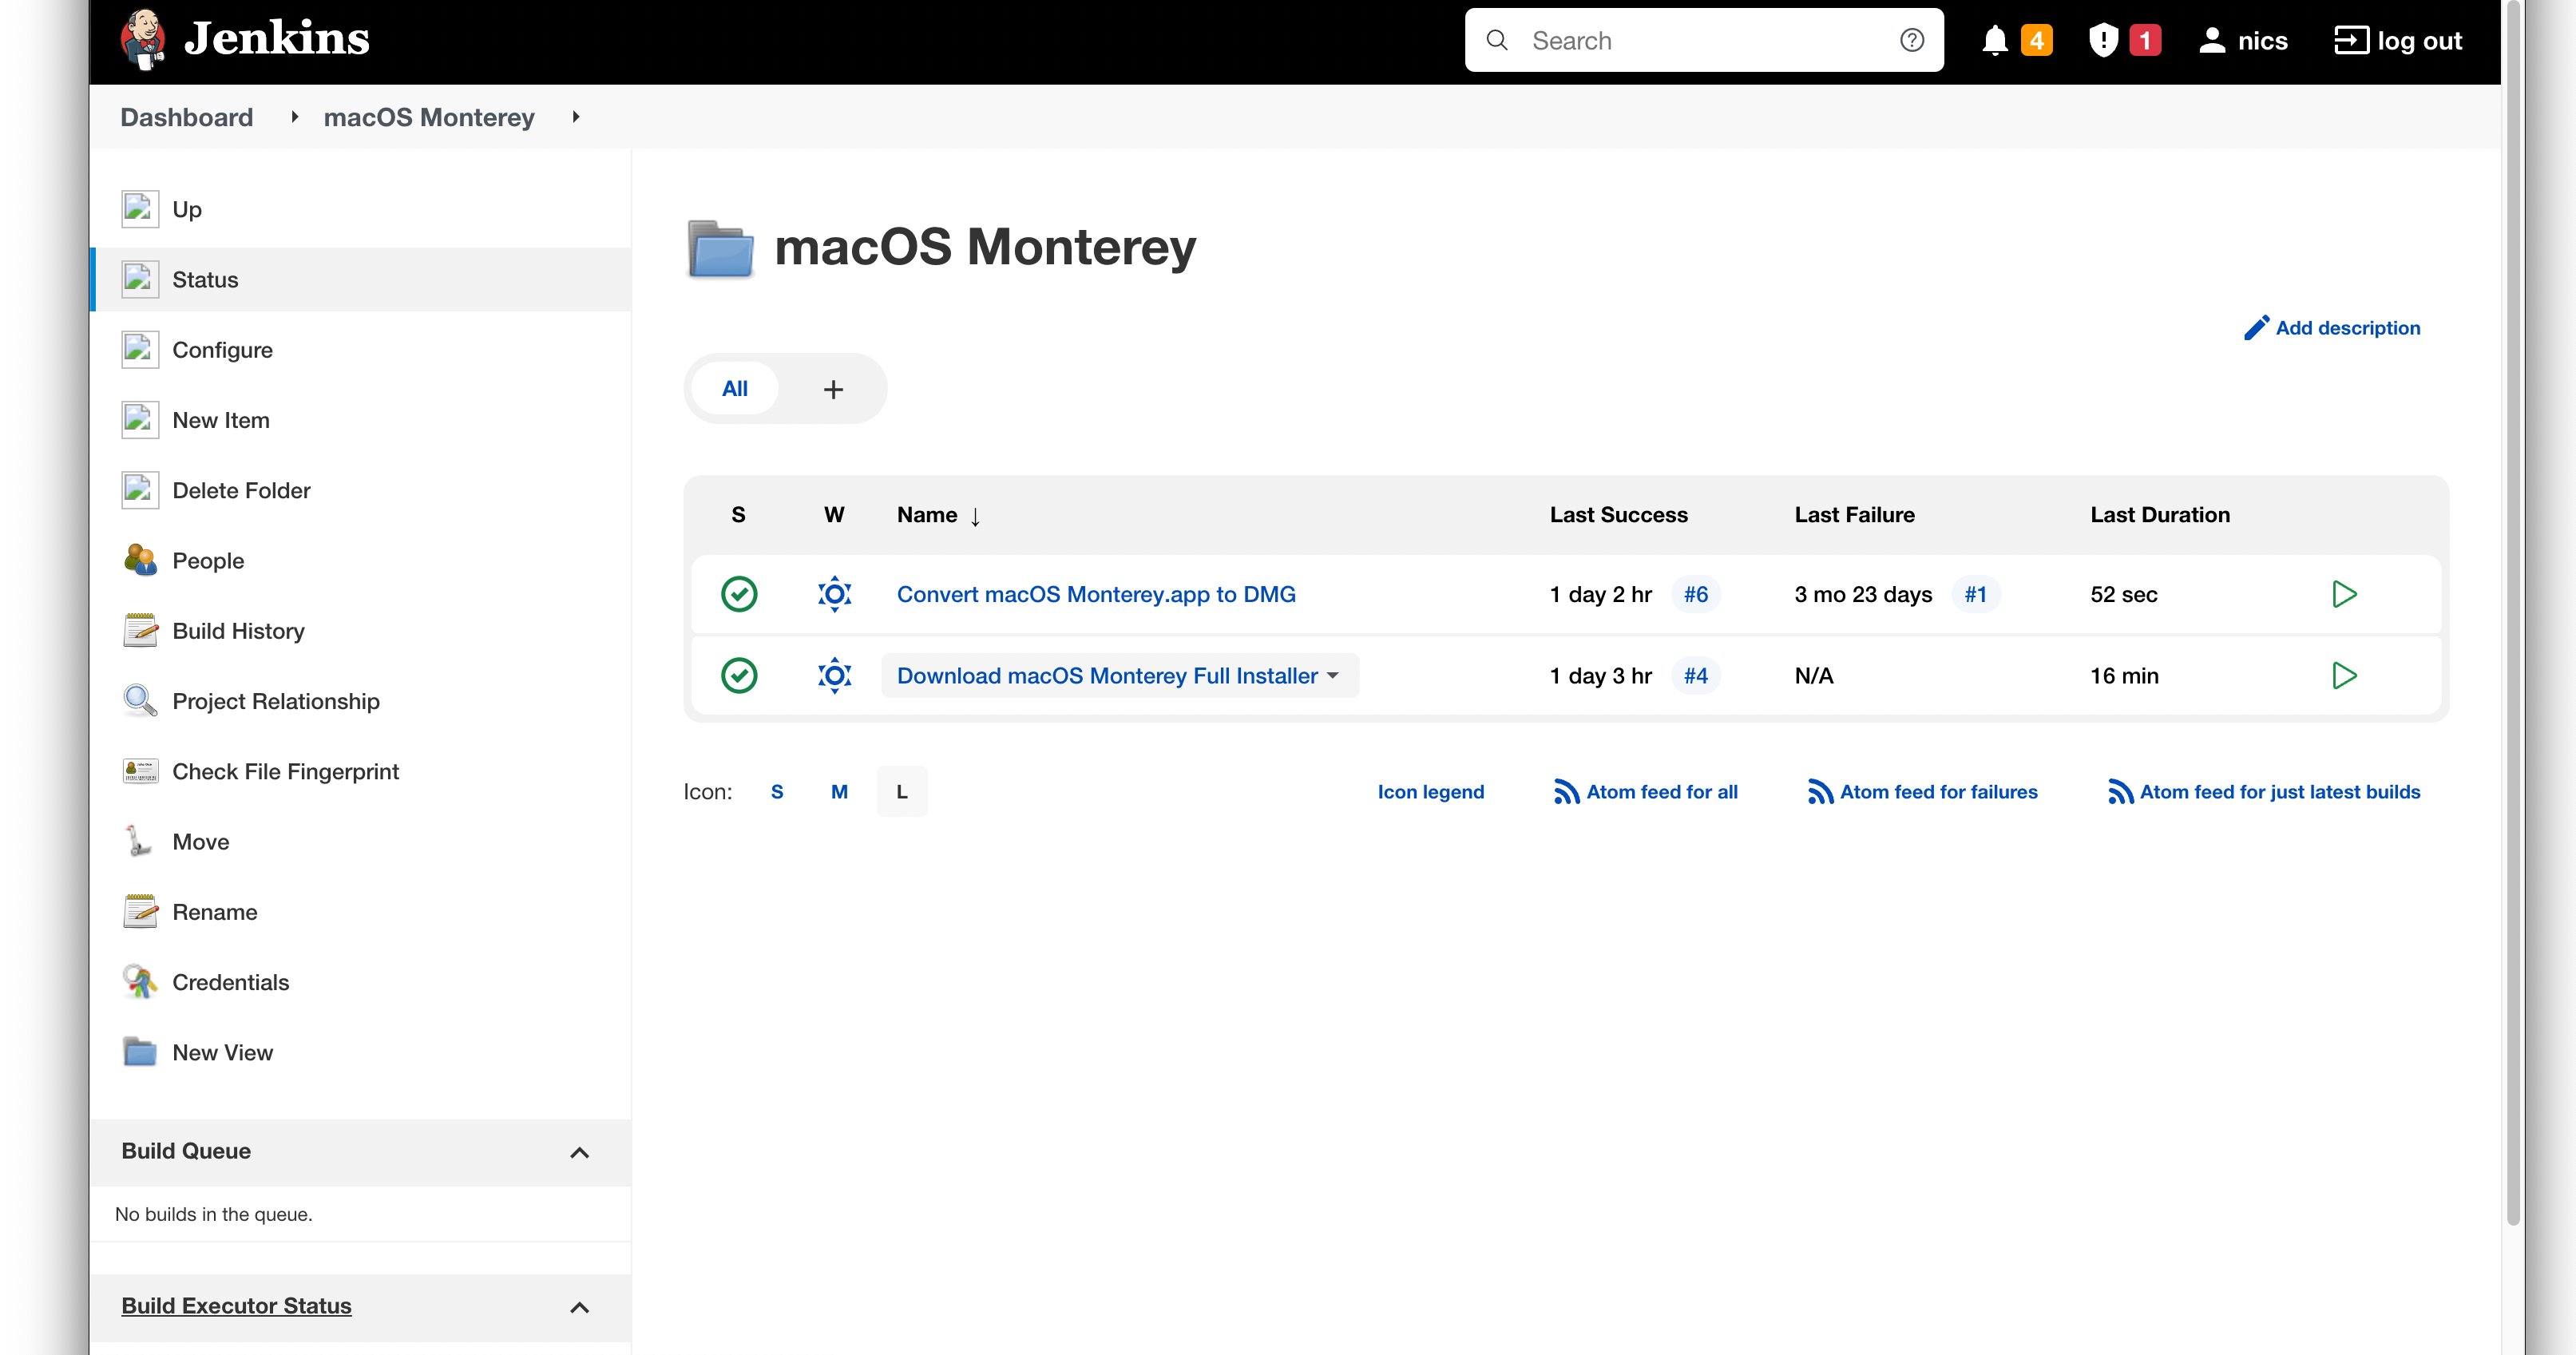 Jenkins
Search
4
1
nics
log out
Dashboard
macOS Monterey
Up
Status
Configure
New Item
Delete Folder
People
Build History
Project Relationship
Check File Fingerprint
Move
Rename
Credentials
New View
Build Queue
No builds in the queue.
Build Executor Status
macOS Monterey
Add description
All +
S W Name ↓ Last Success Last Failure Last Duration
Convert macOS Monterey.app to DMG 1 day 2 hr #6 3 mo 23 days #1 52 sec
Download macOS Monterey Full Installer 1 day 3 hr #4 N/A 16 min
Icon: S M L Icon legend Atom feed for all Atom feed for failures Atom feed for just latest builds